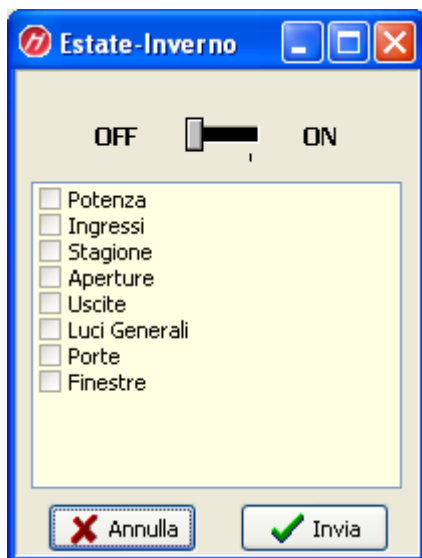 Estate-Inverno
OFF ON
Potenza
Ingressi
Stagione
Aperture
Uscite
Luci Generali
Porte
Finestre
Annulla Invia